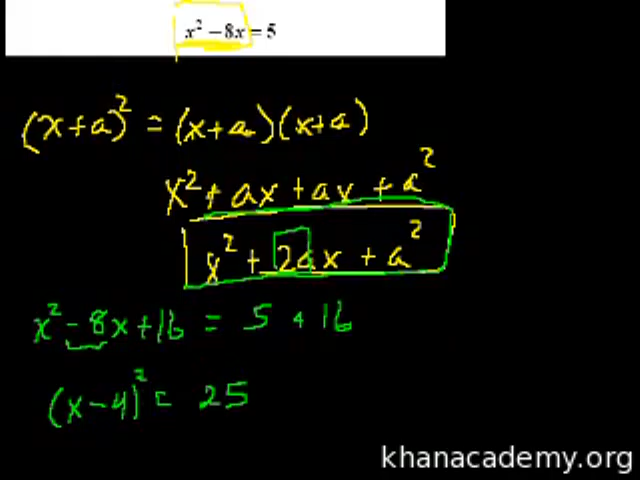 x² − 8x = 5
(x+a)² = (x+a)(x+a)
x² + ax + ax + a²
x² + 2ax + a²
x² − 8x + 16 = 5 + 16
(x−4)² = 25
khanacademy.org